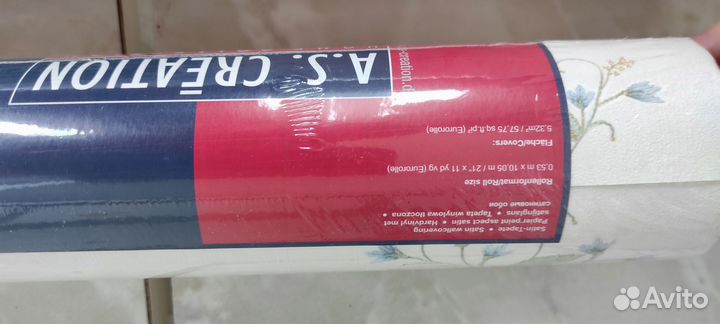 A.S. CRÉATION
Satin-Tapete • Satin wallcovering
Papier peint aspect satin • Hardvinyl met
satijnglans • Tapeta winylowa tłoczona •
сатиновые обои
Rollenformat/Roll size
0,53 m x 10,05 m / 21" x 11 yd vg (Eurorolle)
Fläche/Covers:
5,32m² / 57,75 sq.ft.pi² (Eurorolle)
Avito